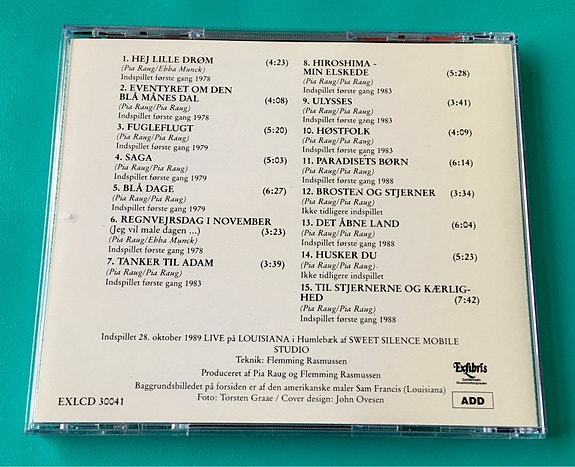 1. HEJ LILLE DRØM (4:23)
(Pia Raug/Ebba Munck)
Indspillet første gang 1978
2. EVENTYRET OM DEN
BLÅ MÅNES DAL (4:08)
(Pia Raug/Pia Raug)
Indspillet første gang 1978
3. FUGLEFLUGT (5:20)
(Pia Raug/Pia Raug)
Indspillet første gang 1979
4. SAGA (5:03)
(Pia Raug/Pia Raug)
Indspillet første gang 1979
5. BLÅ DAGE (6:27)
(Pia Raug/Pia Raug)
Indspillet første gang 1979
6. REGNVEJRSDAG I NOVEMBER
(Jeg vil male dagen ...) (3:23)
(Pia Raug/Ebba Munck)
Indspillet første gang 1978
7. TANKER TIL ADAM (3:39)
(Pia Raug/Pia Raug)
Indspillet første gang 1983
8. HIROSHIMA -
MIN ELSKEDE (5:28)
(Pia Raug/Pia Raug)
Indspillet første gang 1983
9. ULYSSES (3:41)
(Pia Raug/Pia Raug)
Indspillet første gang 1983
10. HØSTFOLK (4:09)
(Pia Raug/Pia Raug)
Indspillet første gang 1983
11. PARADISETS BØRN (6:14)
(Pia Raug/Pia Raug)
Indspillet første gang 1988
12. BROSTEN OG STJERNER (3:34)
(Pia Raug/Pia Raug)
Ikke tidligere indspillet
13. DET ÅBNE LAND (6:04)
(Pia Raug/Pia Raug)
Indspillet første gang 1988
14. HUSKER DU (5:23)
(Pia Raug/Pia Raug)
Ikke tidligere indspillet
15. TIL STJERNERNE OG KÆRLIG-
HED (7:42)
(Pia Raug/Pia Raug)
Indspillet første gang 1988
Indspillet 28. oktober 1989 LIVE på LOUISIANA i Humlebæk af SWEET SILENCE MOBILE
STUDIO
Teknik: Flemming Rasmussen
Produceret af Pia Raug og Flemming Rasmussen
Baggrundsbilledet på forsiden er af den amerikanske maler Sam Francis (Louisiana)
Foto: Torsten Graae / Cover design: John Ovesen
EXLCD 30041
Exlibris
ADD